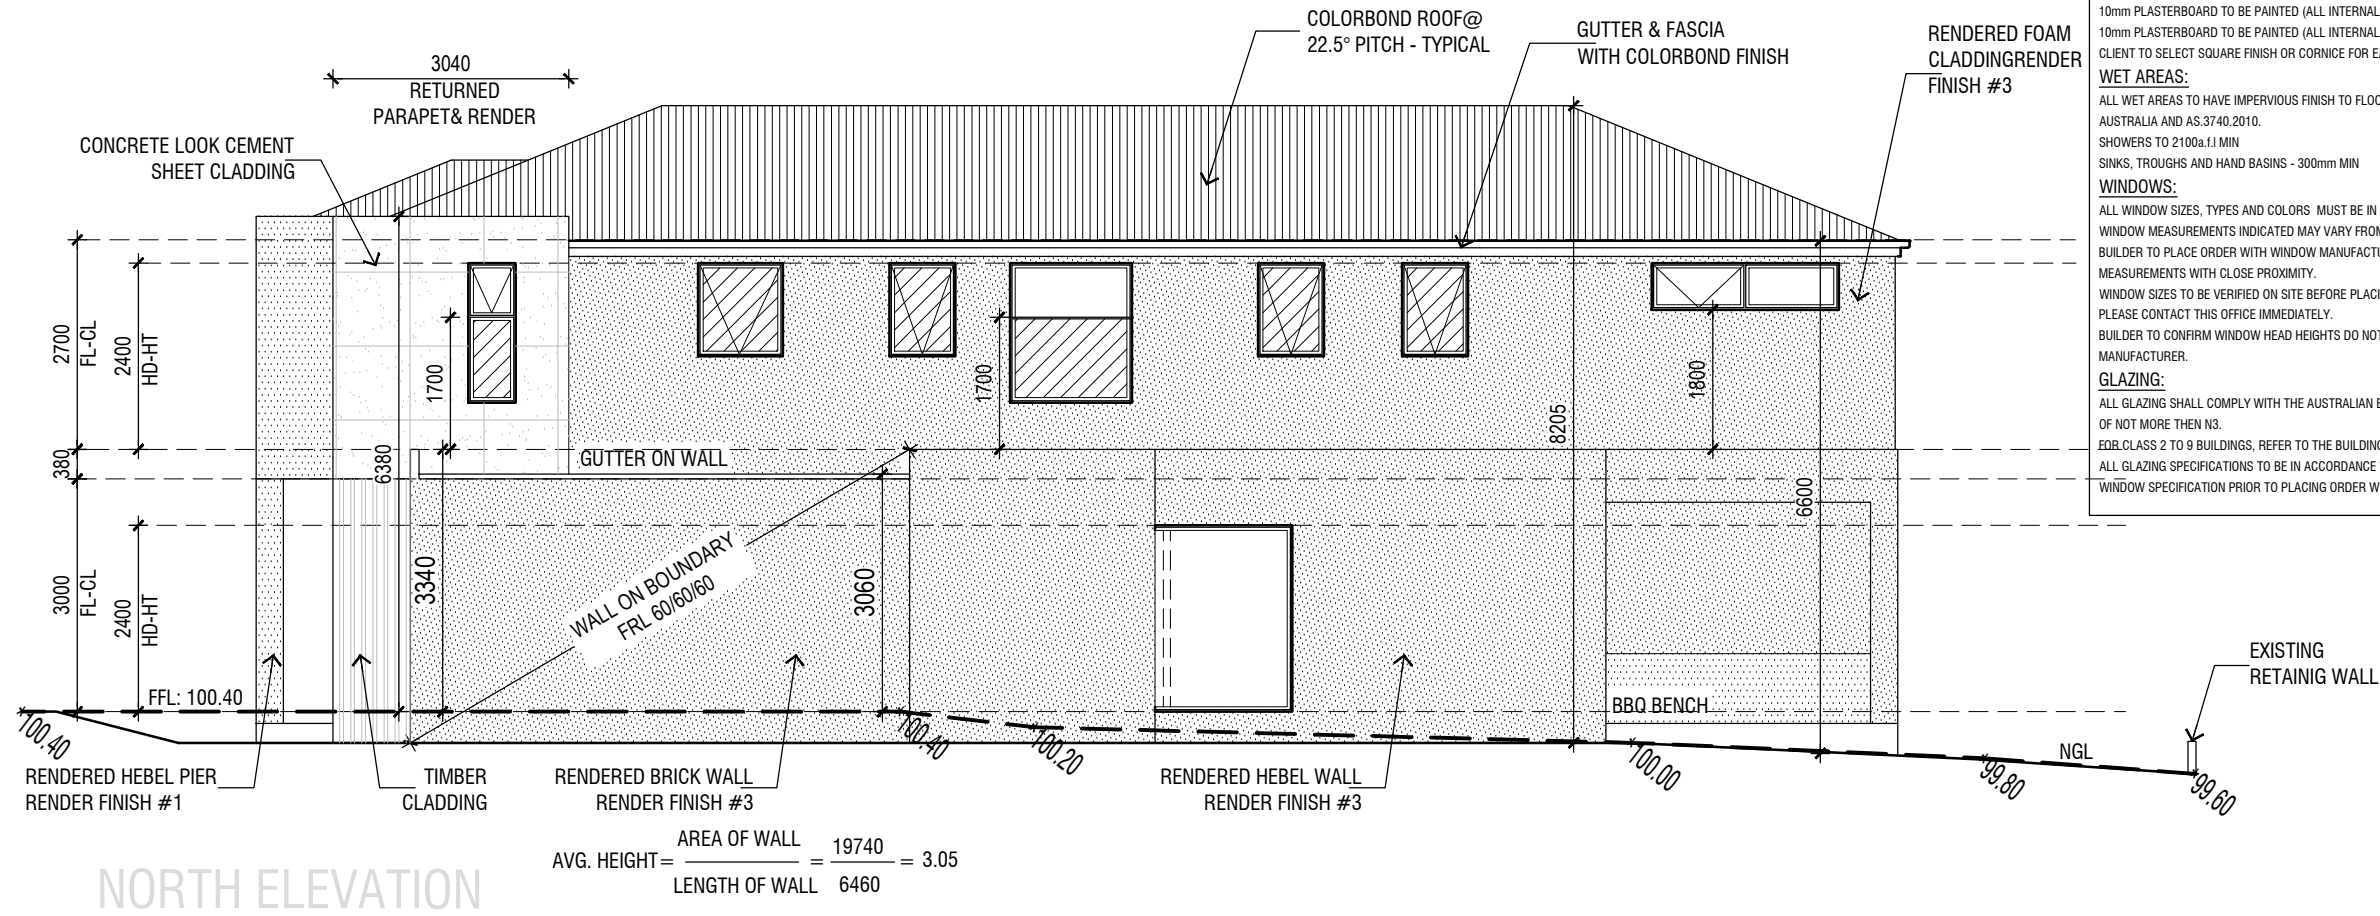 COLORBOND ROOF@
22.5° PITCH - TYPICAL
GUTTER & FASCIA
WITH COLORBOND FINISH
RENDERED FOAM
CLADDINGRENDER
FINISH #3
3040
RETURNED
PARAPET& RENDER
CONCRETE LOOK CEMENT
SHEET CLADDING
10mm PLASTERBOARD TO BE PAINTED (ALL INTERNAL
10mm PLASTERBOARD TO BE PAINTED (ALL INTERNAL
CLIENT TO SELECT SQUARE FINISH OR CORNICE FOR
WET AREAS:
ALL WET AREAS TO HAVE IMPERVIOUS FINISH TO
AUSTRALIA AND AS.3740.2010.
SHOWERS TO 2100a.f.l MIN
SINKS, TROUGHS AND HAND BASINS - 300mm MIN
WINDOWS:
ALL WINDOW SIZES, TYPES AND COLORS MUST BE IN
WINDOW MEASUREMENTS INDICATED MAY VARY FROM
BUILDER TO PLACE ORDER WITH WINDOW
MEASUREMENTS WITH CLOSE PROXIMITY.
WINDOW SIZES TO BE VERIFIED ON SITE BEFORE
PLEASE CONTACT THIS OFFICE IMMEDIATELY.
BUILDER TO CONFIRM WINDOW HEAD HEIGHTS DO NOT
MANUFACTURER.
GLAZING:
ALL GLAZING SHALL COMPLY WITH THE AUSTRALIAN
OF NOT MORE THEN N3.
FOR CLASS 2 TO 9 BUILDINGS, REFER TO THE
ALL GLAZING SPECIFICATIONS TO BE IN ACCORDANCE
WINDOW SPECIFICATION PRIOR TO PLACING ORDER
2700
FL-CL
2400
HD-HT
1700
1700
1800
8205
380
6380
6600
GUTTER ON WALL
3000
FL-CL
2400
HD-HT
3340
WALL ON BOUNDARY
FRL 60/60/60
3060
FFL: 100.40
BBQ BENCH
EXISTING
RETAINIG WALL
NGL
100.40
100.40
100.20
100.00
99.80
99.60
RENDERED HEBEL PIER
RENDER FINISH #1
TIMBER
CLADDING
RENDERED BRICK WALL
RENDER FINISH #3
RENDERED HEBEL WALL
RENDER FINISH #3
AVG. HEIGHT= AREA OF WALL = 19740 = 3.05
LENGTH OF WALL 6460
NORTH ELEVATION